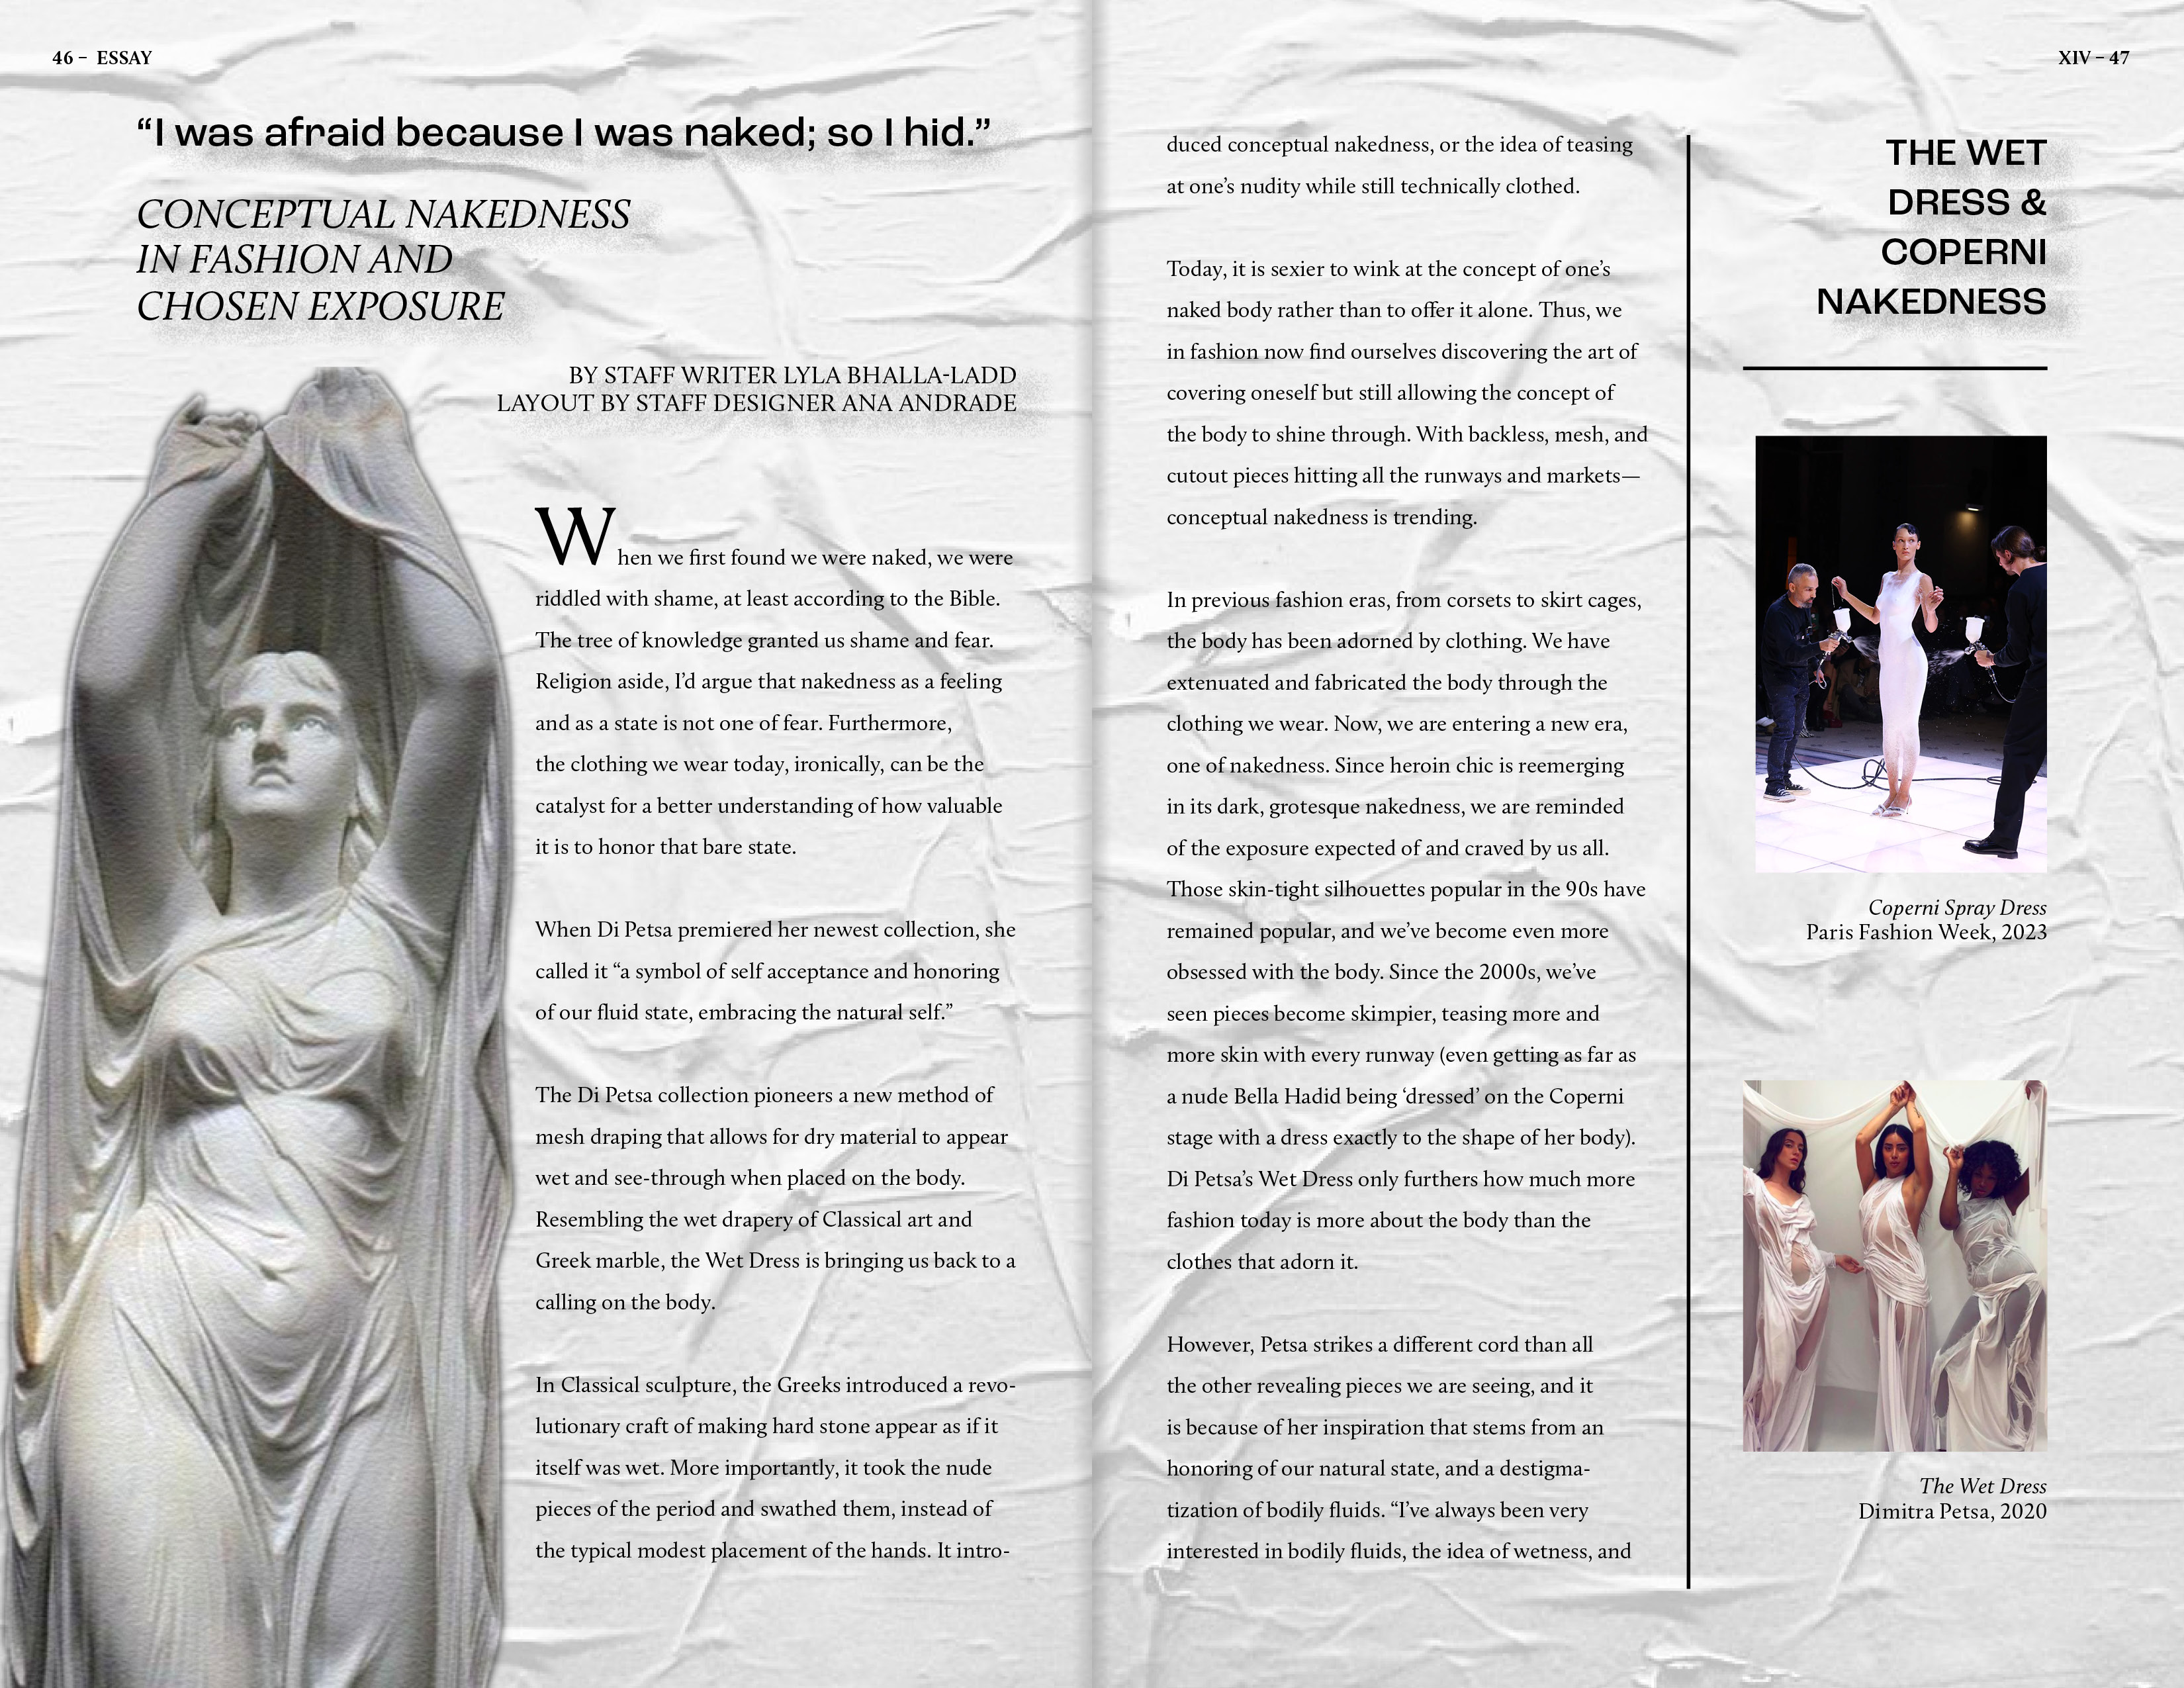 46 – ESSAY
“I was afraid because I was naked; so I hid.”
CONCEPTUAL NAKEDNESS
IN FASHION AND
CHOSEN EXPOSURE
BY STAFF WRITER LYLA BHALLA-LADD
LAYOUT BY STAFF DESIGNER ANA ANDRADE
When we first found we were naked, we were
riddled with shame, at least according to the Bible.
The tree of knowledge granted us shame and fear.
Religion aside, I’d argue that nakedness as a feeling
and as a state is not one of fear. Furthermore,
the clothing we wear today, ironically, can be the
catalyst for a better understanding of how valuable
it is to honor that bare state.
When Di Petsa premiered her newest collection, she
called it “a symbol of self acceptance and honoring
of our fluid state, embracing the natural self.”
The Di Petsa collection pioneers a new method of
mesh draping that allows for dry material to appear
wet and see-through when placed on the body.
Resembling the wet drapery of Classical art and
Greek marble, the Wet Dress is bringing us back to a
calling on the body.
In Classical sculpture, the Greeks introduced a revo-
lutionary craft of making hard stone appear as if it
itself was wet. More importantly, it took the nude
pieces of the period and swathed them, instead of
the typical modest placement of the hands. It intro-
XIV – 47
duced conceptual nakedness, or the idea of teasing
at one’s nudity while still technically clothed.
Today, it is sexier to wink at the concept of one’s
naked body rather than to offer it alone. Thus, we
in fashion now find ourselves discovering the art of
covering oneself but still allowing the concept of
the body to shine through. With backless, mesh, and
cutout pieces hitting all the runways and markets—
conceptual nakedness is trending.
In previous fashion eras, from corsets to skirt cages,
the body has been adorned by clothing. We have
extenuated and fabricated the body through the
clothing we wear. Now, we are entering a new era,
one of nakedness. Since heroin chic is reemerging
in its dark, grotesque nakedness, we are reminded
of the exposure expected of and craved by us all.
Those skin-tight silhouettes popular in the 90s have
remained popular, and we’ve become even more
obsessed with the body. Since the 2000s, we’ve
seen pieces become skimpier, teasing more and
more skin with every runway (even getting as far as
a nude Bella Hadid being ‘dressed’ on the Coperni
stage with a dress exactly to the shape of her body).
Di Petsa’s Wet Dress only furthers how much more
fashion today is more about the body than the
clothes that adorn it.
However, Petsa strikes a different cord than all
the other revealing pieces we are seeing, and it
is because of her inspiration that stems from an
honoring of our natural state, and a destigma-
tization of bodily fluids. “I’ve always been very
interested in bodily fluids, the idea of wetness, and
THE WET
DRESS &
COPERNI
NAKEDNESS
Coperni Spray Dress
Paris Fashion Week, 2023
The Wet Dress
Dimitra Petsa, 2020